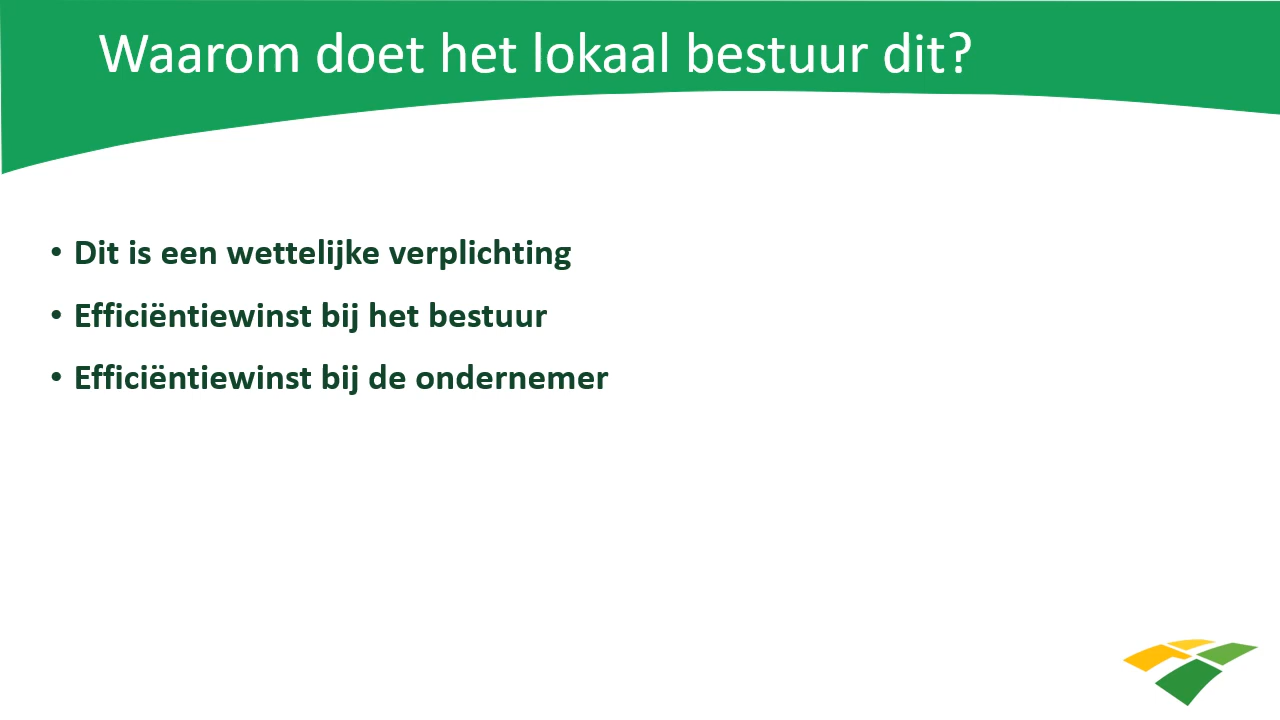 Waarom doet het lokaal bestuur dit?
• Dit is een wettelijke verplichting
• Efficiëntiewinst bij het bestuur
• Efficiëntiewinst bij de ondernemer